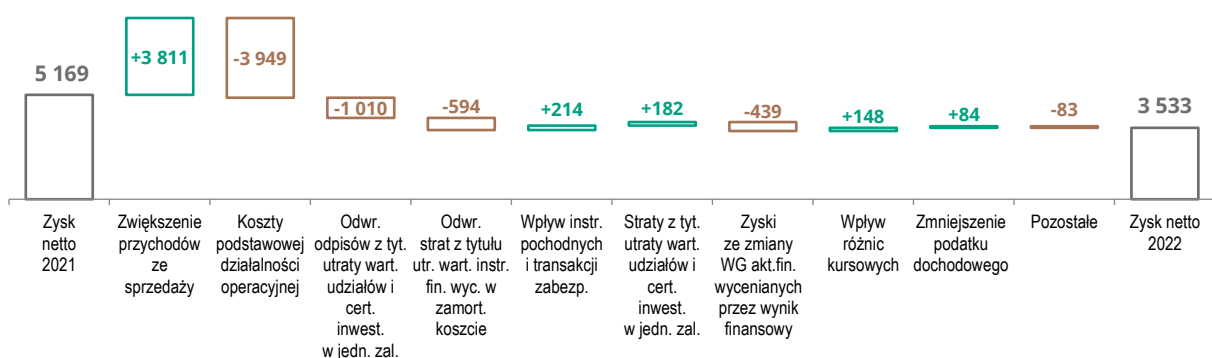 5 169
+3 811
-3 949
-1 010
-594
+214
+182
-439
+148
+84
-83
3 533
Zysk
netto
2021
Zwiększenie
przychodów
ze
sprzedaży
Koszty
podstawowej
działalności
operacyjnej
Odwr.
odpisów z tyt.
utraty wart.
udziałów i
cert.
inwest.
w jedn. zal.
Odwr.
strat z tytułu
utr. wart. instr.
fin. wyc. w
zamort.
koszcie
Wpływ instr.
pochodnych
i transakcji
zabezp.
Straty z tyt.
utraty wart.
udziałów i
cert.
inwest.
w jedn. zal.
Zyski
ze zmiany
WG akt.fin.
wycenianych
przez wynik
finansowy
Wpływ
różnic
kursowych
Zmniejszenie
podatku
dochodowego
Pozostałe
Zysk netto
2022